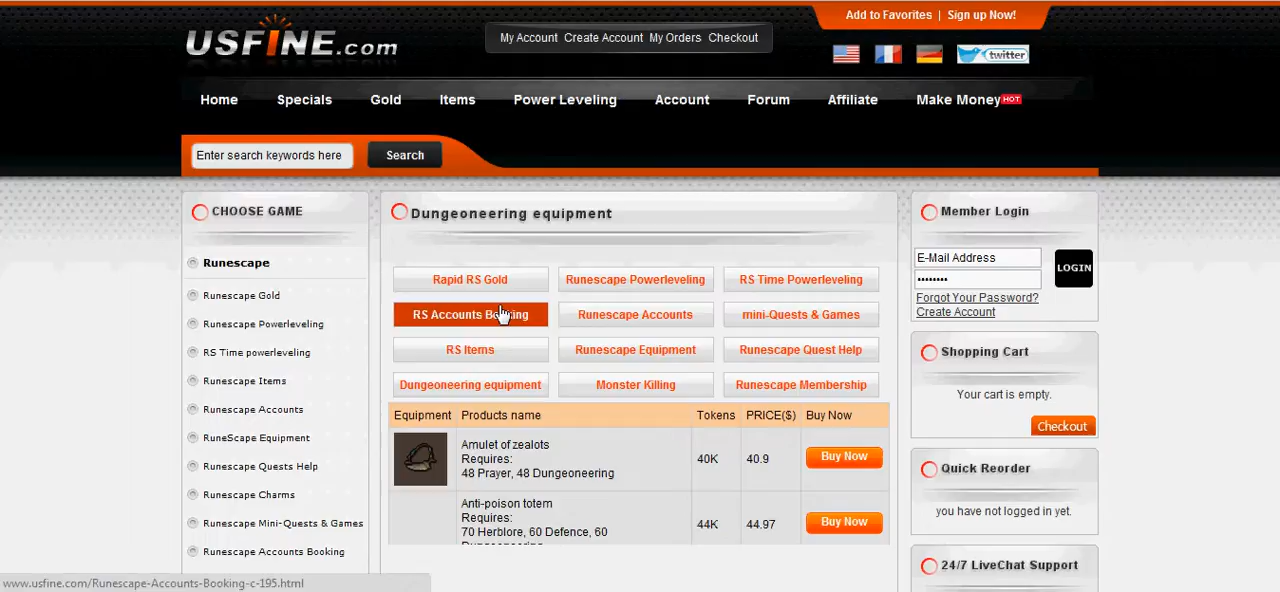 Add to Favorites | Sign up Now!
USFINE.com
My Account Create Account My Orders Checkout
twitter
Home Specials Gold Items Power Leveling Account Forum Affiliate Make Money HOT
Enter search keywords here Search
CHOOSE GAME
Runescape
Runescape Gold
Runescape Powerleveling
RS Time powerleveling
Runescape Items
Runescape Accounts
RuneScape Equipment
Runescape Quests Help
Runescape Charms
Runescape Mini-Quests & Games
Runescape Accounts Booking
Dungeoneering equipment
Rapid RS Gold Runescape Powerleveling RS Time Powerleveling
RS Accounts Booking Runescape Accounts mini-Quests & Games
RS Items Runescape Equipment Runescape Quest Help
Dungeoneering equipment Monster Killing Runescape Membership
Equipment Products name Tokens PRICE($) Buy Now
Amulet of zealots
Requires:
48 Prayer, 48 Dungeoneering
40K 40.9 Buy Now
Anti-poison totem
Requires:
70 Herblore, 60 Defence, 60
Dungeoneering
44K 44.97 Buy Now
Member Login
E-Mail Address
••••••••
LOGIN
Forgot Your Password?
Create Account
Shopping Cart
Your cart is empty.
Checkout
Quick Reorder
you have not logged in yet.
24/7 LiveChat Support
www.usfine.com/Runescape-Accounts-Booking-c-195.html